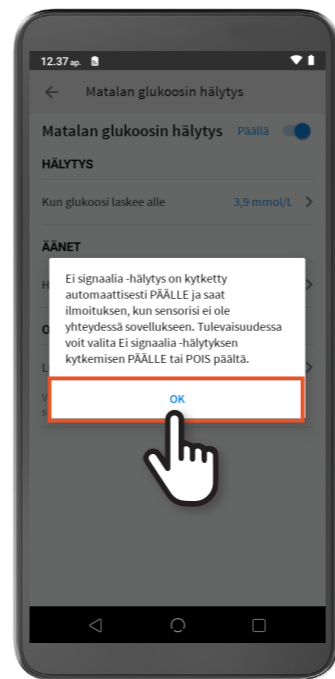 12.37 ap.
Matalan glukoosin hälytys
Matalan glukoosin hälytys Päällä
HÄLYTYS
Kun glukoosi laskee alle 3,9 mmol/L
ÄÄNET
Ei signaalia -hälytys on kytketty
automaattisesti PÄÄLLE ja saat
ilmoituksen, kun sensorisi ei ole
yhteydessä sovellukseen. Tulevaisuudessa
voit valita Ei signaalia -hälytyksen
kytkemisen PÄÄLLE tai POIS päältä.
OK